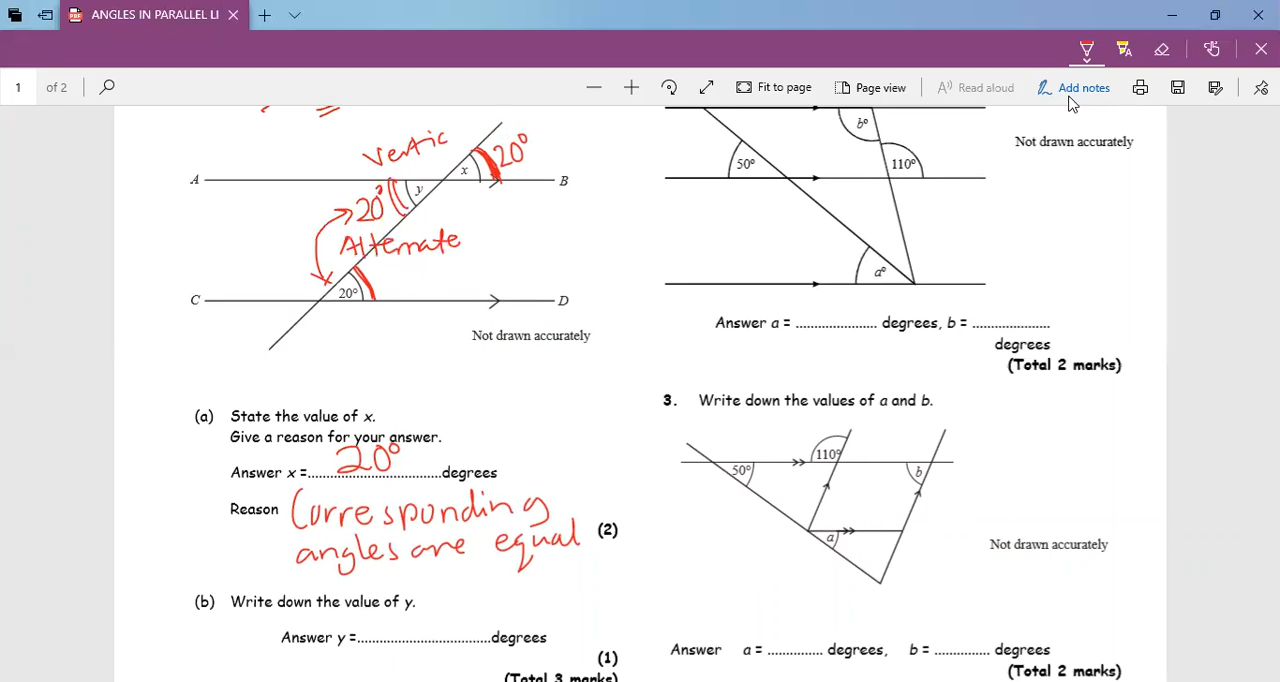 ANGLES IN PARALLEL LI
1 of 2
Fit to page
Page view
Read aloud
Add notes
Vertic
20°
x
A
B
y
20°
Alternate
20°
C
D
Not drawn accurately
(a) State the value of x.
Give a reason for your answer.
20°
Answer x =..................................degrees
Reason Corresponding
(2)
angles are equal
(b) Write down the value of y.
Answer y =..................................degrees
(1)
(Total 3 marks
b°
Not drawn accurately
50°
110°
a°
Answer a = ...................... degrees, b = .....................
degrees
(Total 2 marks)
3. Write down the values of a and b.
110°
50°
b
a
Not drawn accurately
Answer a = ............. degrees, b = ............. degrees
(Total 2 marks)